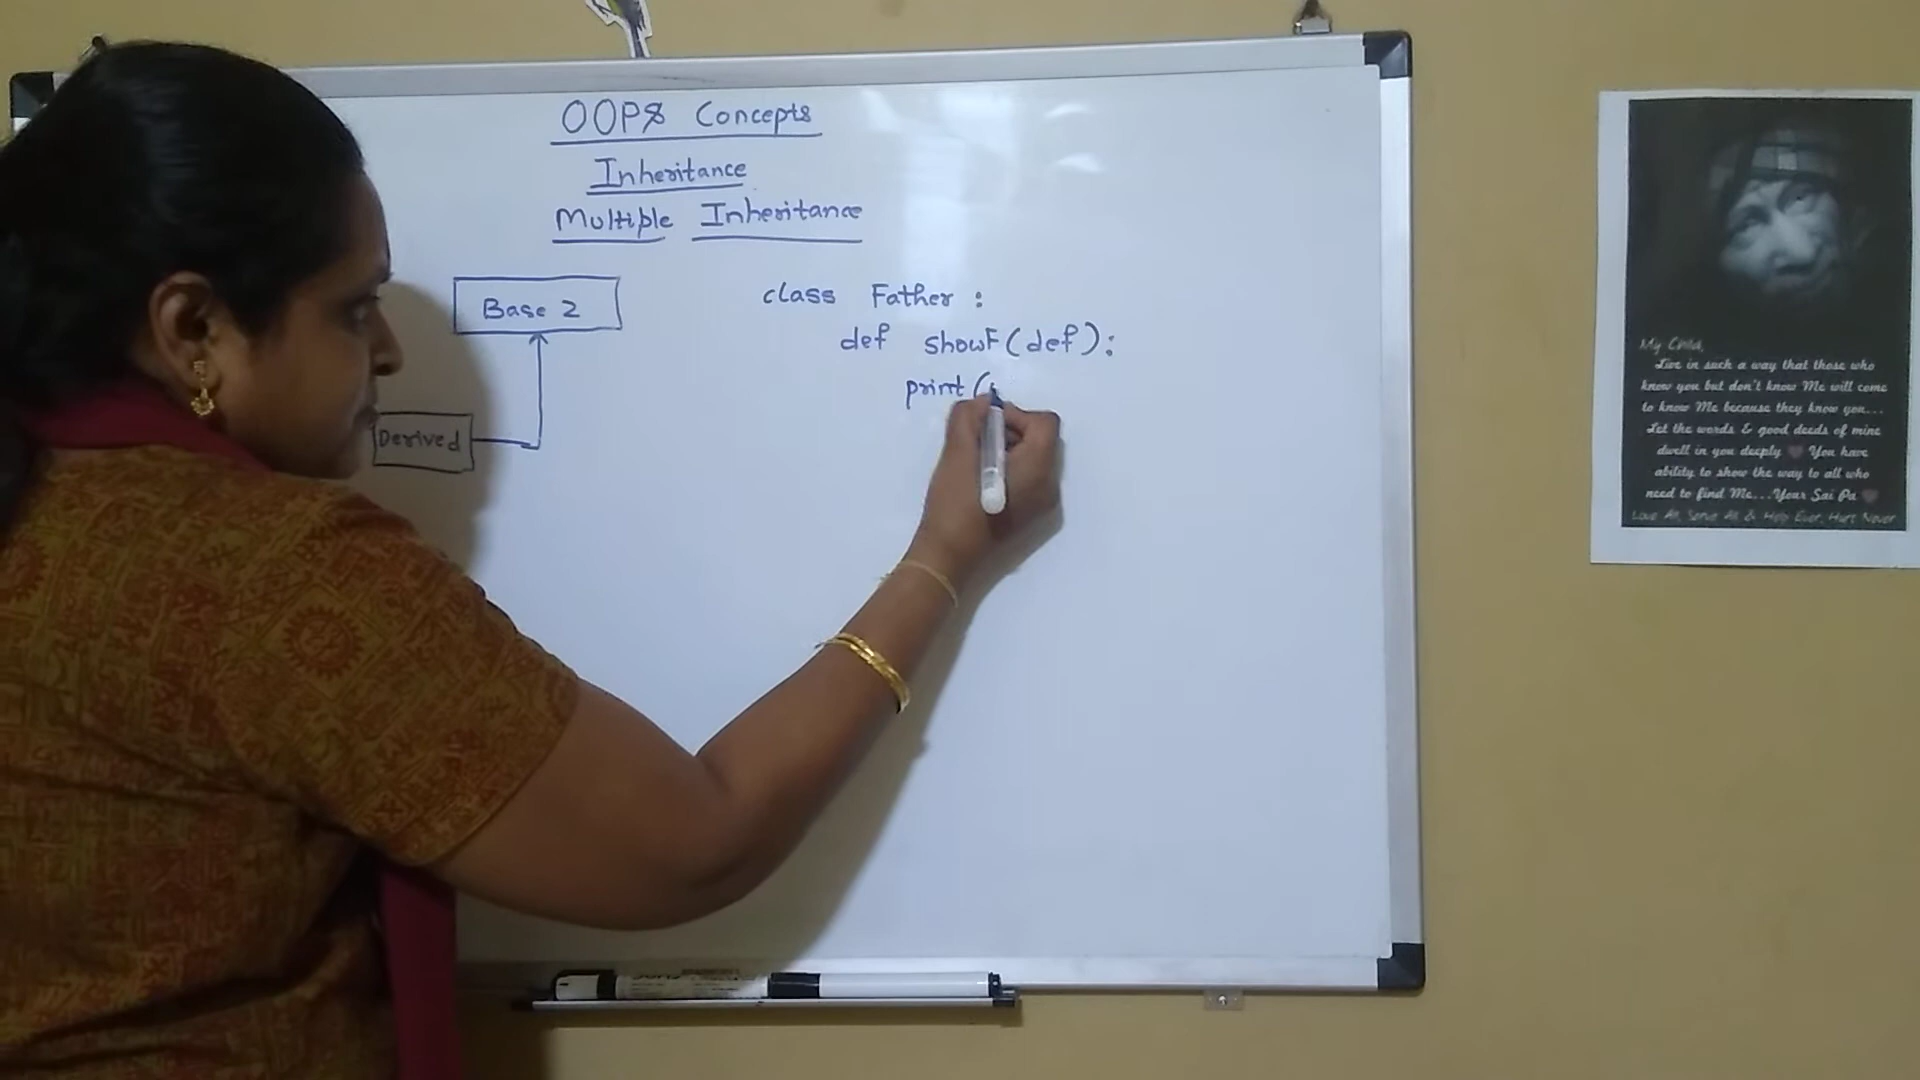 OOPS Concepts
Inheritance
Multiple Inheritance
Base 2
Derived
class Father :
def showF(def):
print("
My Child,
Live in such a way that those who
know you but don't know Me will come
to know Me because they know you...
Let the words & good deeds of mine
dwell in you deeply You have
ability to show the way to all who
need to find Me...Your Sai Pa
Love All, Serve All & Help Ever, Hurt Never